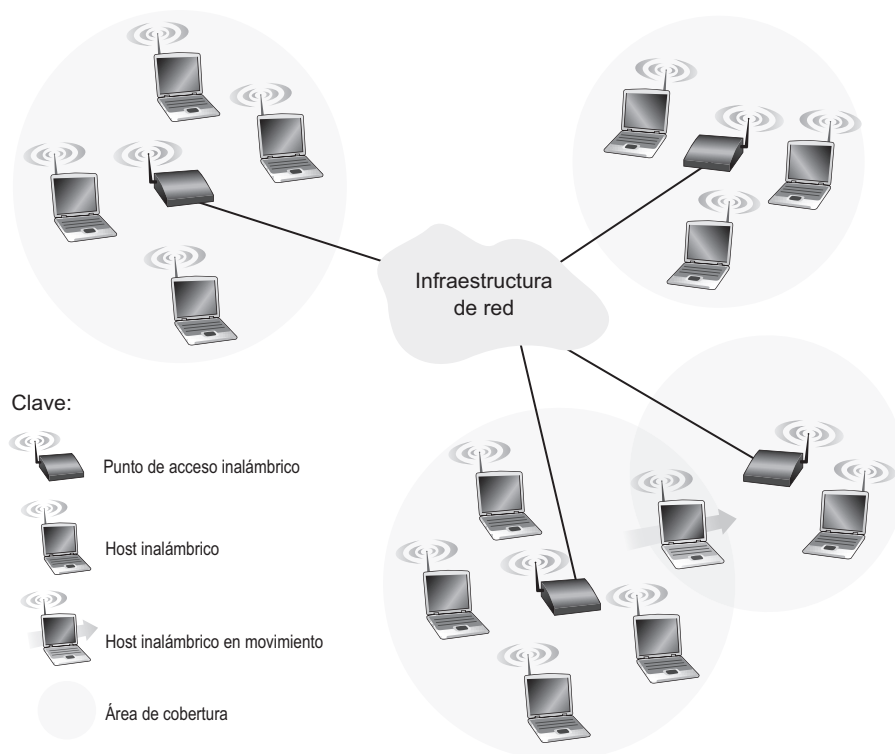 Infraestructura
de red
Clave:
Punto de acceso inalámbrico
Host inalámbrico
Host inalámbrico en movimiento
Área de cobertura